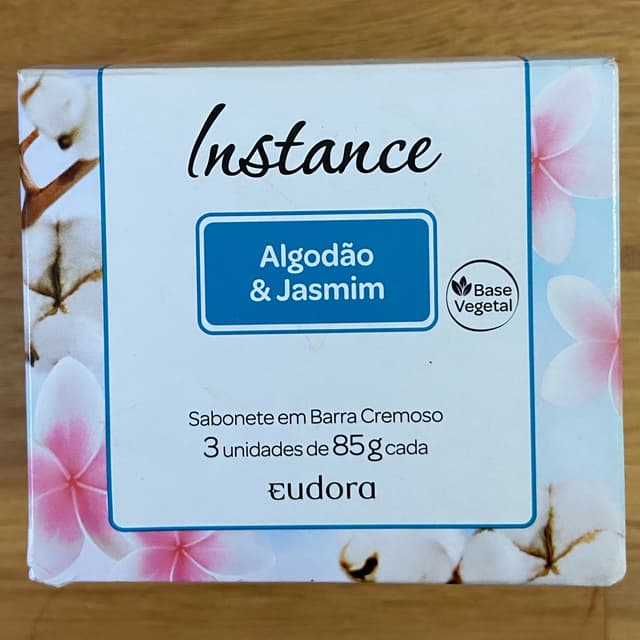 Instance
Algodão
& Jasmim
Base
Vegetal
Sabonete em Barra Cremoso
3 unidades de 85g cada
eudora